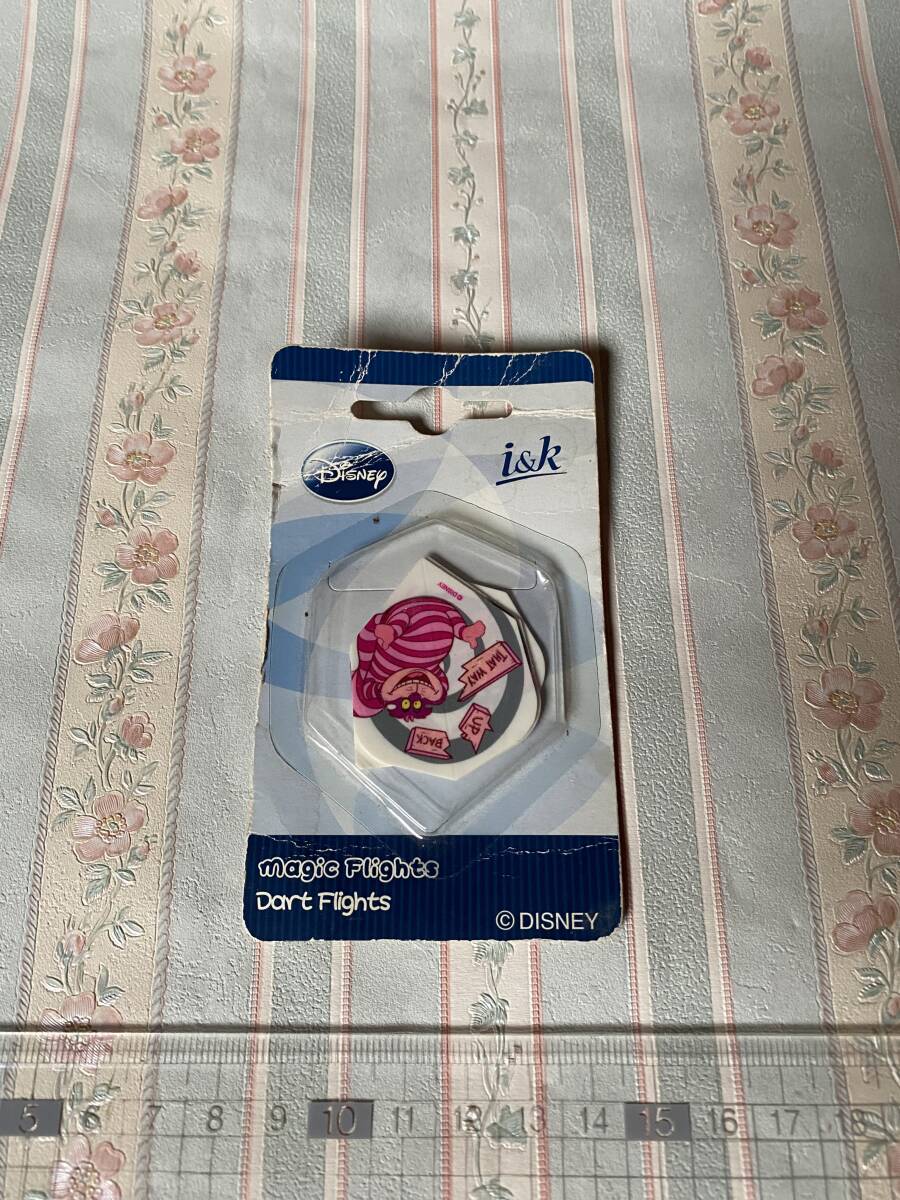 DISNEY
i&k
© DISNEY
THAT WAY
UP
BACK
Magic Flights
Dart Flights
© DISNEY
5 6 7 8 9 10 11 12 13 14 15 16 17 18